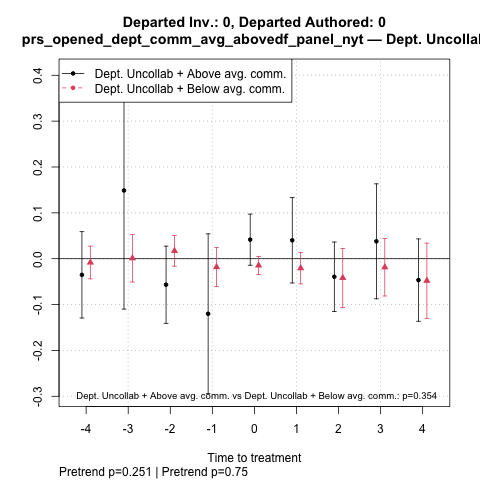 Departed Inv.: 0, Departed Authored: 0
prs_opened_dept_comm_avg_abovedf_panel_nyt — Dept. Uncollal
Dept. Uncollab + Above avg. comm.
Dept. Uncollab + Below avg. comm.
0.4
0.3
0.2
0.1
0.0
-0.1
-0.2
-0.3
Dept. Uncollab + Above avg. comm. vs Dept. Uncollab + Below avg. comm.: p=0.354
-4 -3 -2 -1 0 1 2 3 4
Time to treatment
Pretrend p=0.251 | Pretrend p=0.75